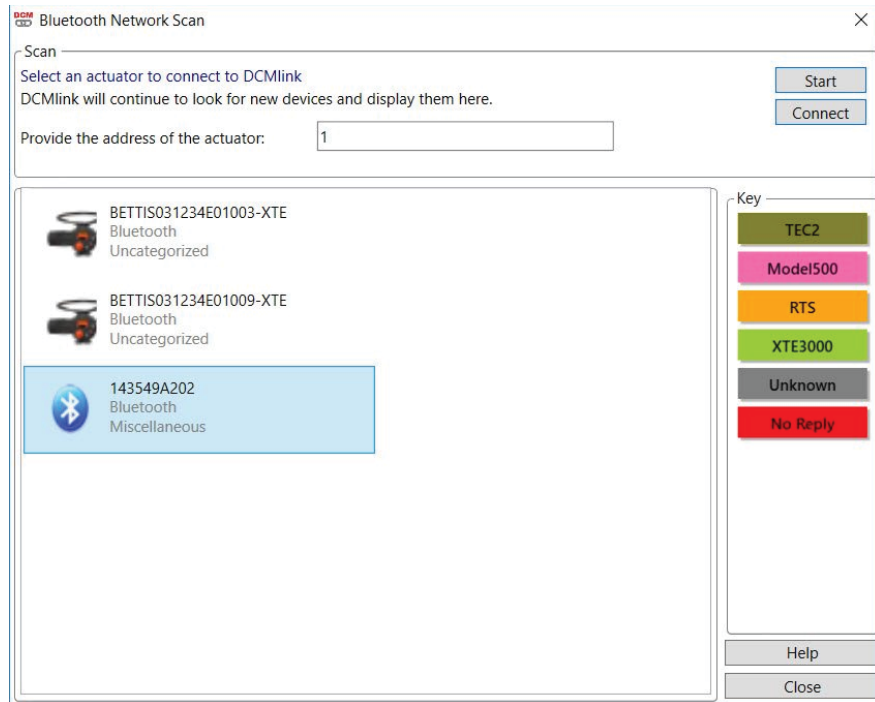 DCM
Bluetooth Network Scan
Scan
Select an actuator to connect to DCMlink
DCMlink will continue to look for new devices and display them here.
Start
Connect
Provide the address of the actuator:
1
BETTIS031234E01003-XTE
Bluetooth
Uncategorized
BETTIS031234E01009-XTE
Bluetooth
Uncategorized
143549A202
Bluetooth
Miscellaneous
Key
TEC2
Model500
RTS
XTE3000
Unknown
No Reply
Help
Close